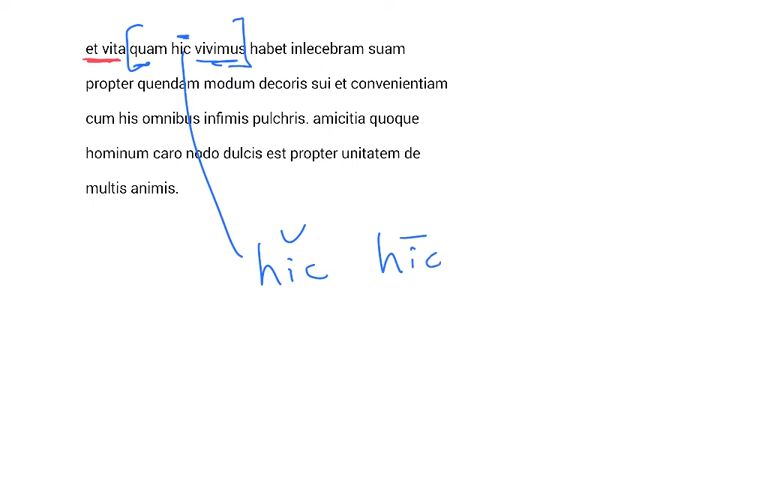 et vita quam hic vivimus habet inlecebram suam
propter quendam modum decoris sui et convenientiam
cum his omnibus infimis pulchris. amicitia quoque
hominum caro nodo dulcis est propter unitatem de
multis animis.
hĭc hīc